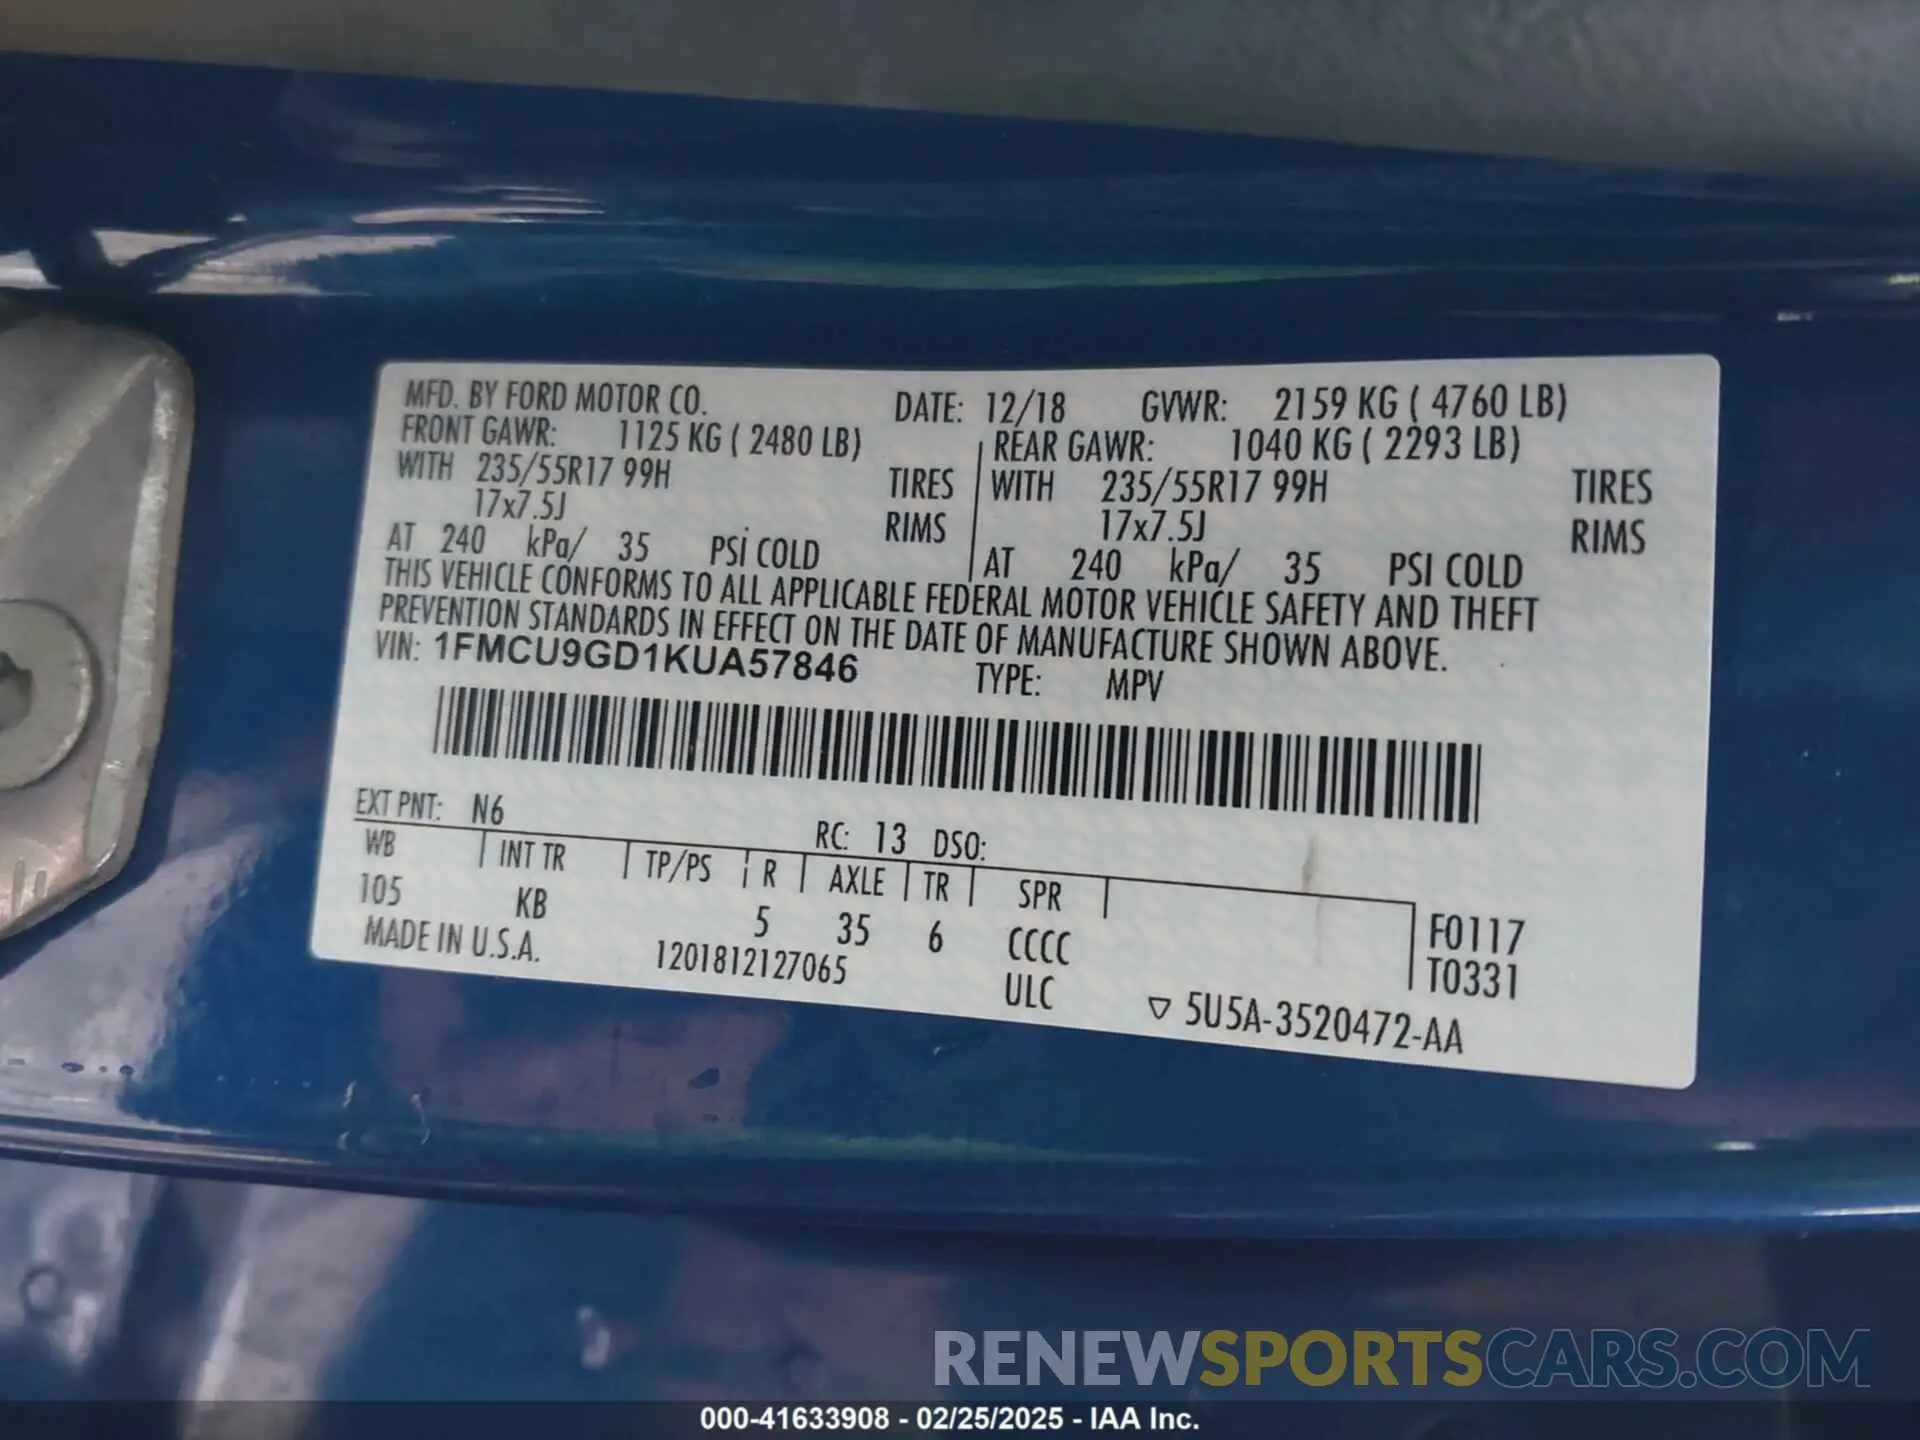 MFD. BY FORD MOTOR CO. DATE: 12/18 GVWR: 2159 KG ( 4760 LB)
FRONT GAWR: 1125 KG ( 2480 LB) REAR GAWR: 1040 KG ( 2293 LB)
WITH 235/55R17 99H TIRES WITH 235/55R17 99H TIRES
17x7.5J RIMS 17x7.5J RIMS
AT 240 kPa/ 35 PSi COLD AT 240 kPa/ 35 PSI COLD
THIS VEHICLE CONFORMS TO ALL APPLICABLE FEDERAL MOTOR VEHICLE SAFETY AND THEFT
PREVENTION STANDARDS IN EFFECT ON THE DATE OF MANUFACTURE SHOWN ABOVE.
VIN: 1FMCU9GD1KUA57846 TYPE: MPV
EXT PNT: N6 RC: 13 DSO:
WB INT TR TP/PS R AXLE TR SPR
105 KB 5 35 6 CCCC F0117
MADE IN U.S.A. 1201812127065 ULC T0331
▽ 5U5A-3520472-AA
RENEWSPORTSCARS.COM
000-41633908 - 02/25/2025 - IAA Inc.